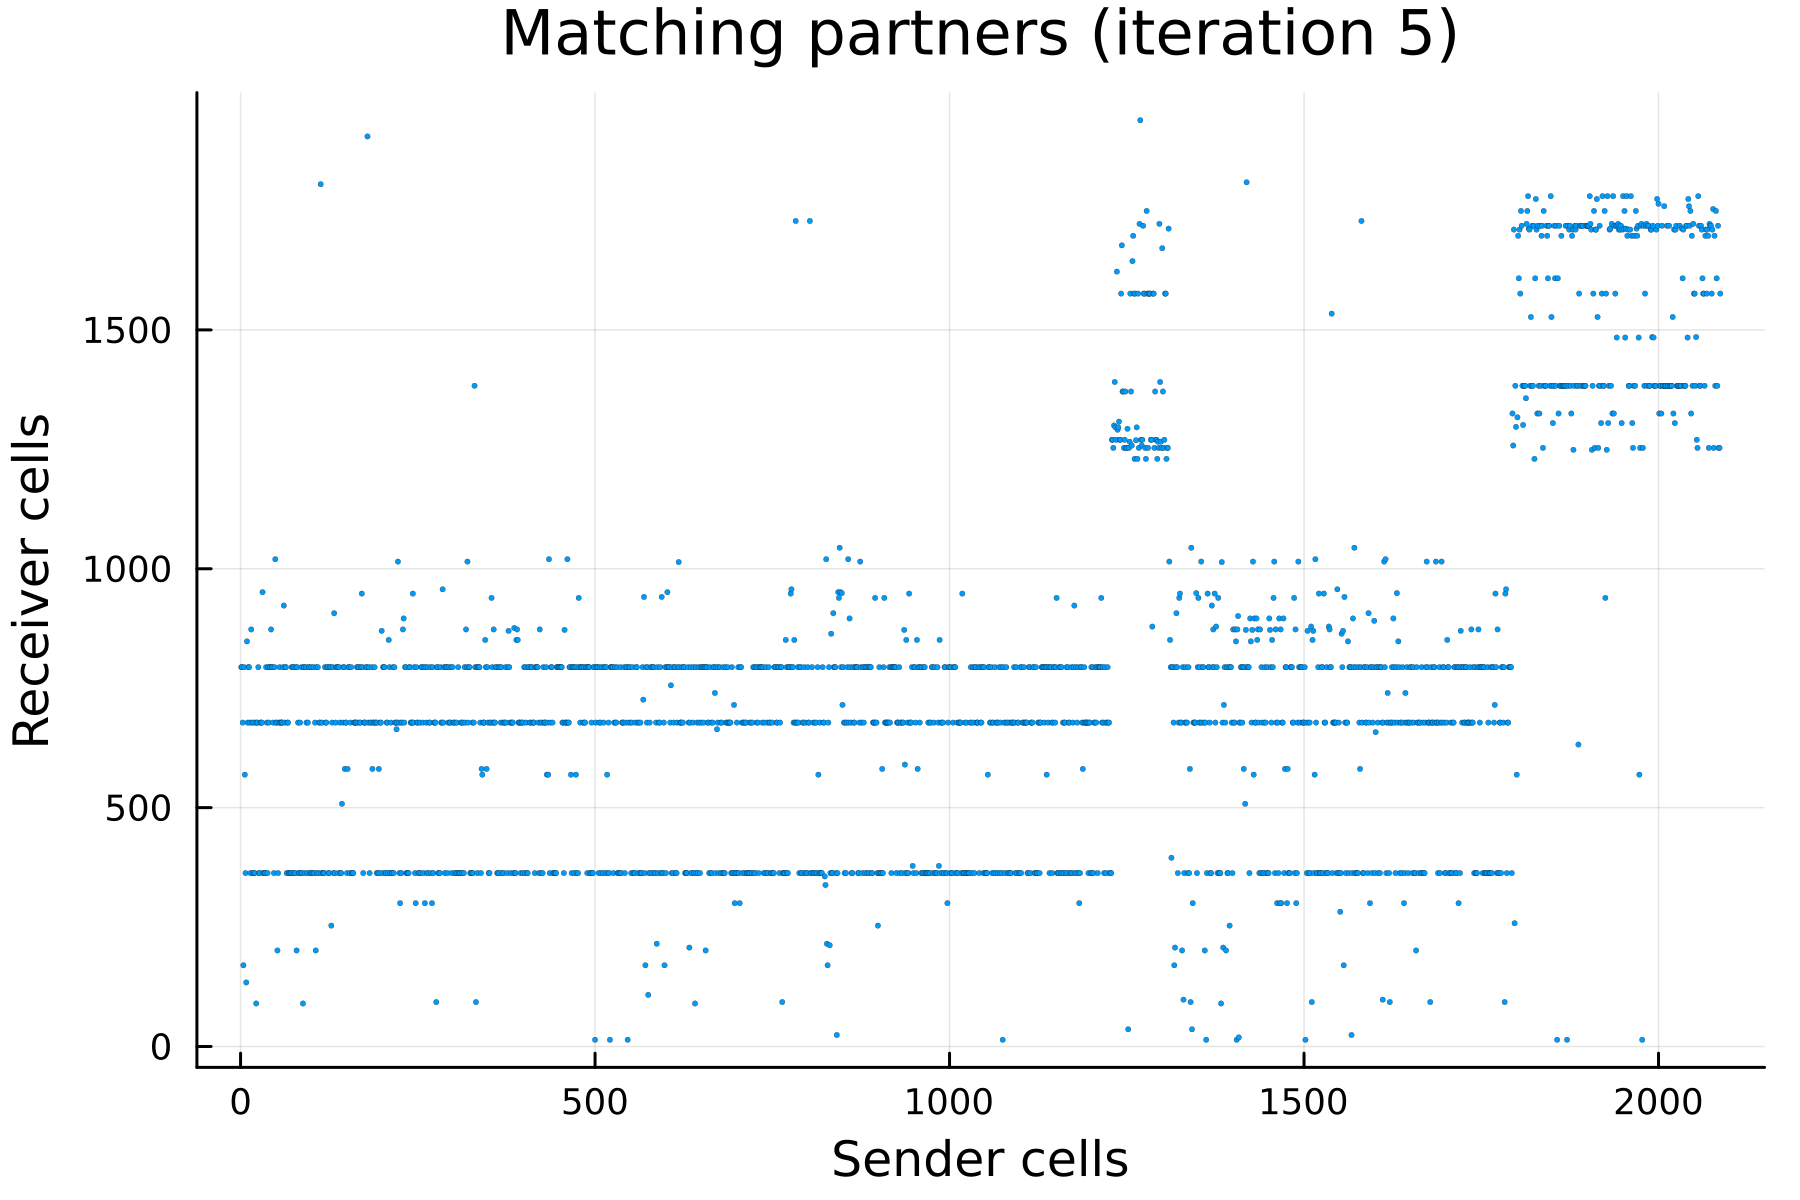 Matching partners (iteration 5)
Receiver cells
1500
1000
500
0
0 500 1000 1500 2000
Sender cells